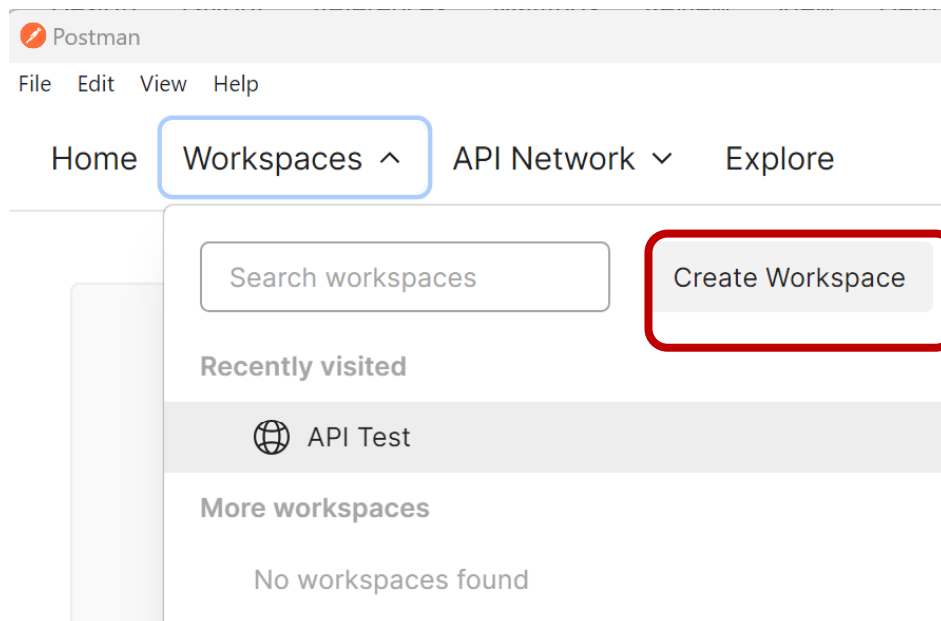 Postman
File Edit View Help
Home Workspaces API Network Explore
Search workspaces Create Workspace
Recently visited
API Test
More workspaces
No workspaces found